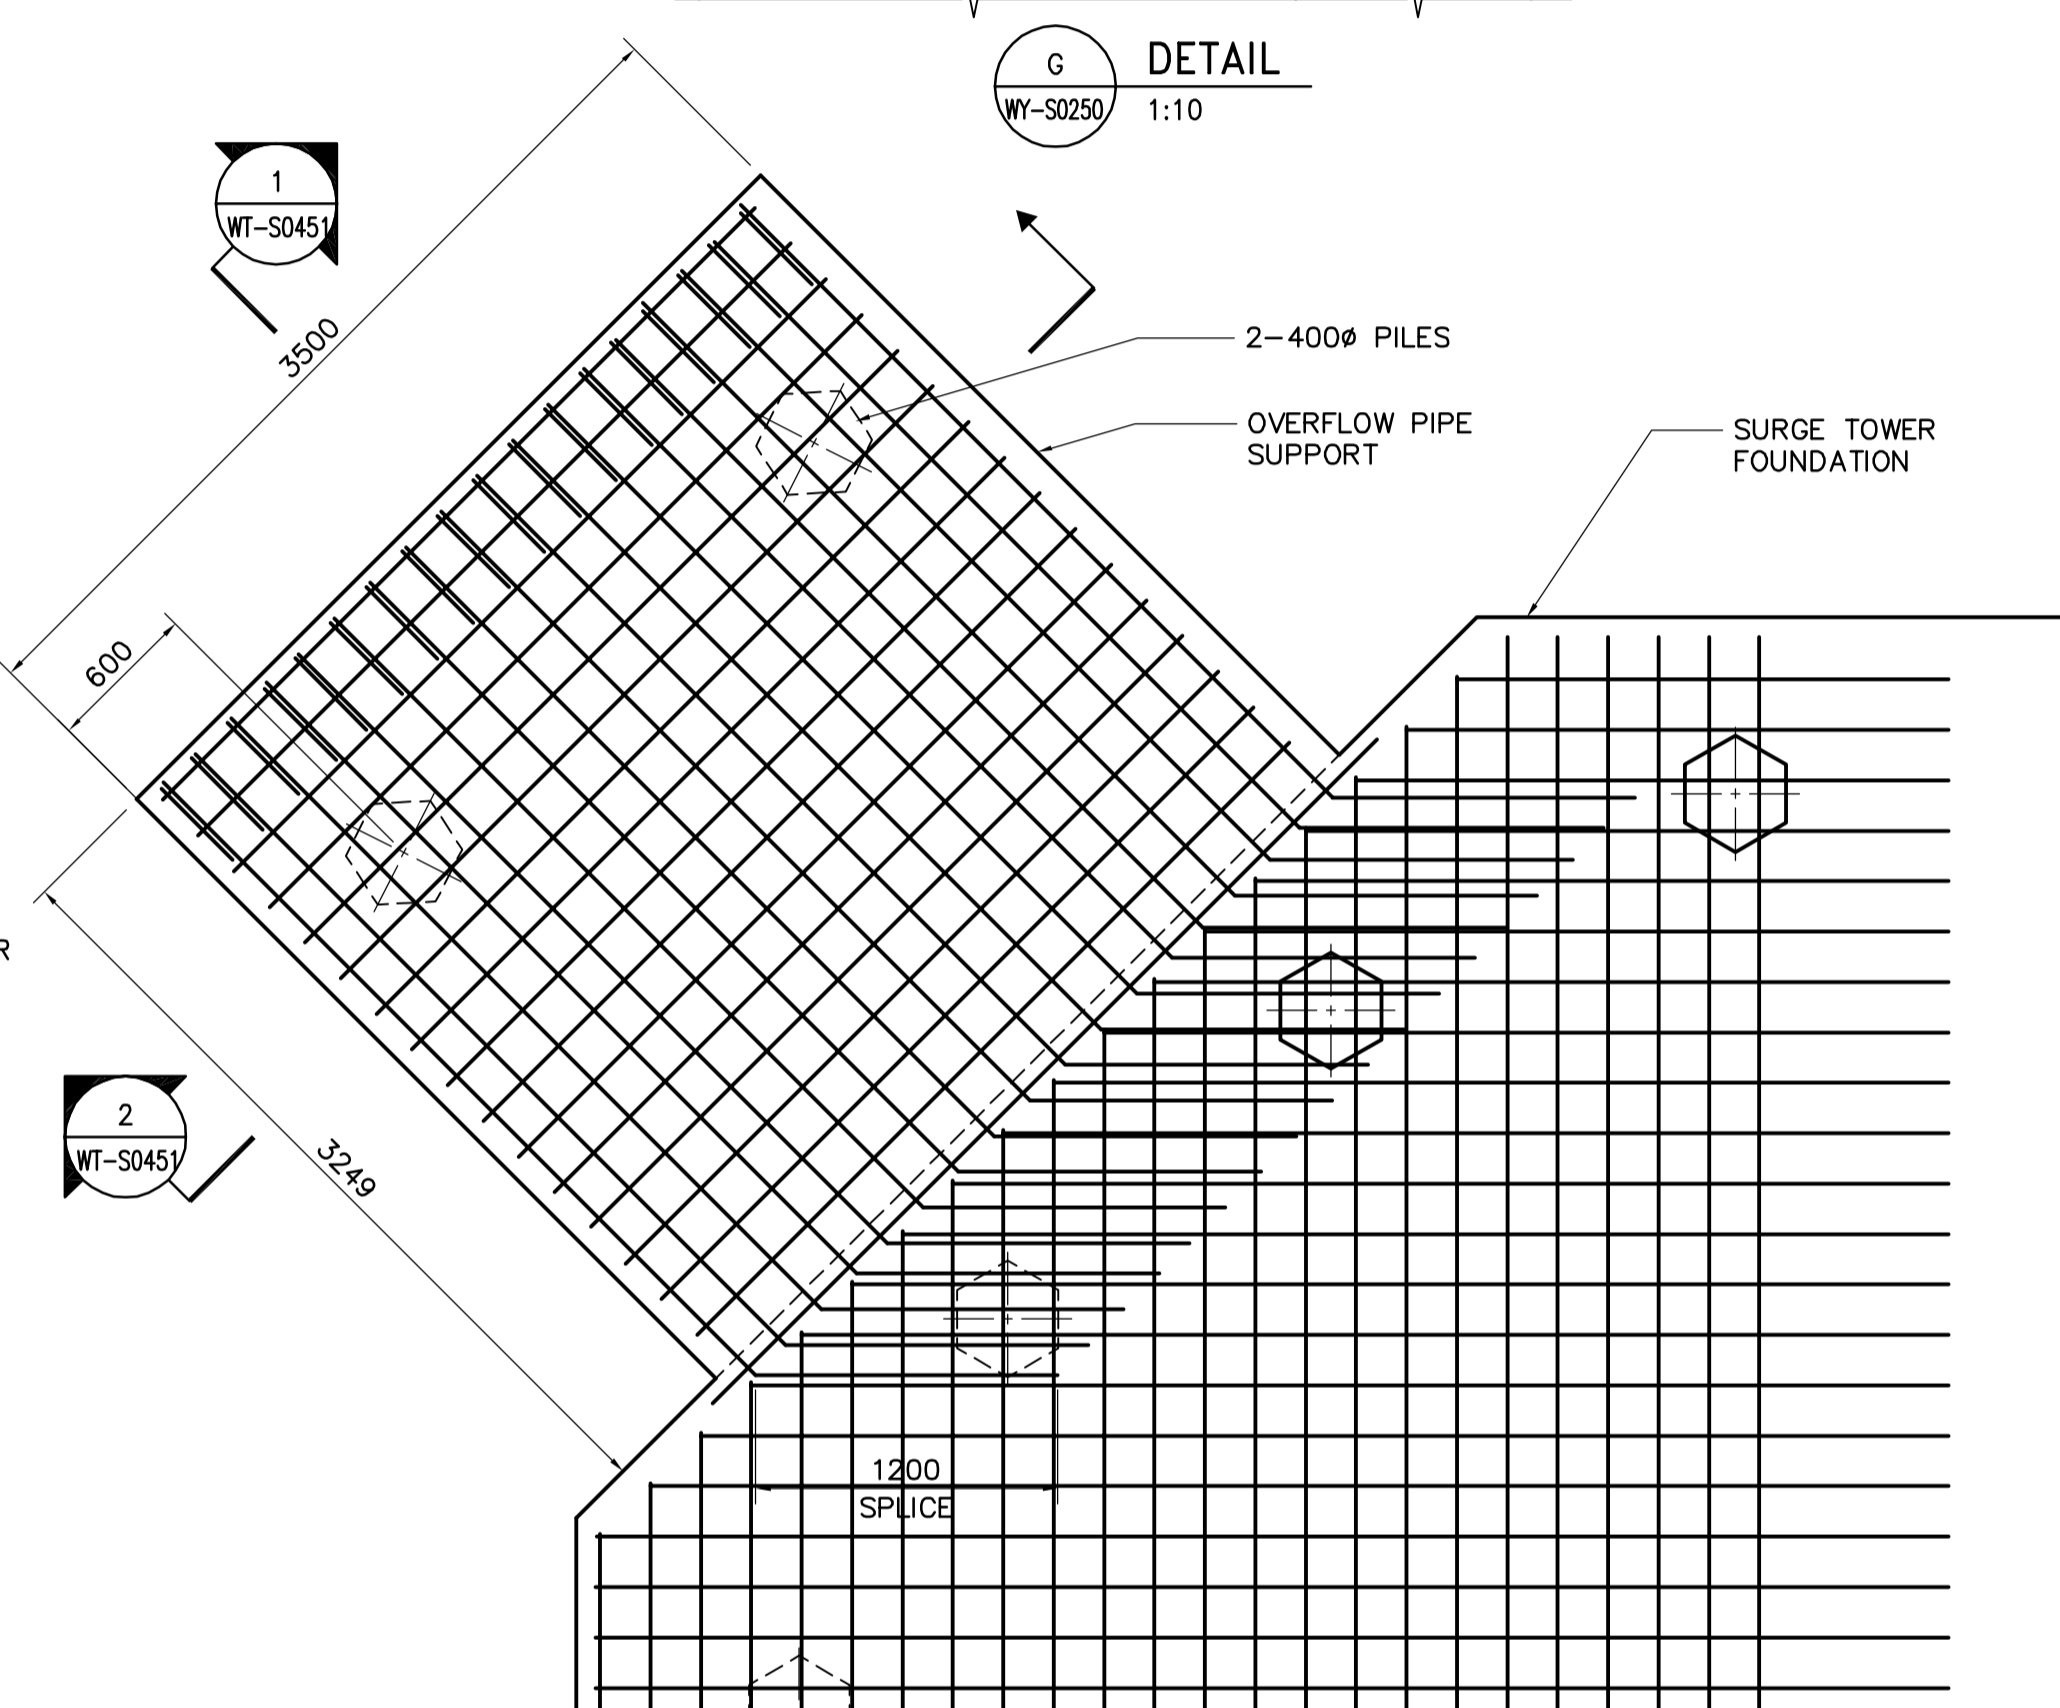 G
WY-S0250
DETAIL
1:10
1
WT-S0451
3500
2-400ø PILES
OVERFLOW PIPE
SUPPORT
SURGE TOWER
FOUNDATION
600
R
2
WT-S0451
3249
1200
SPLICE